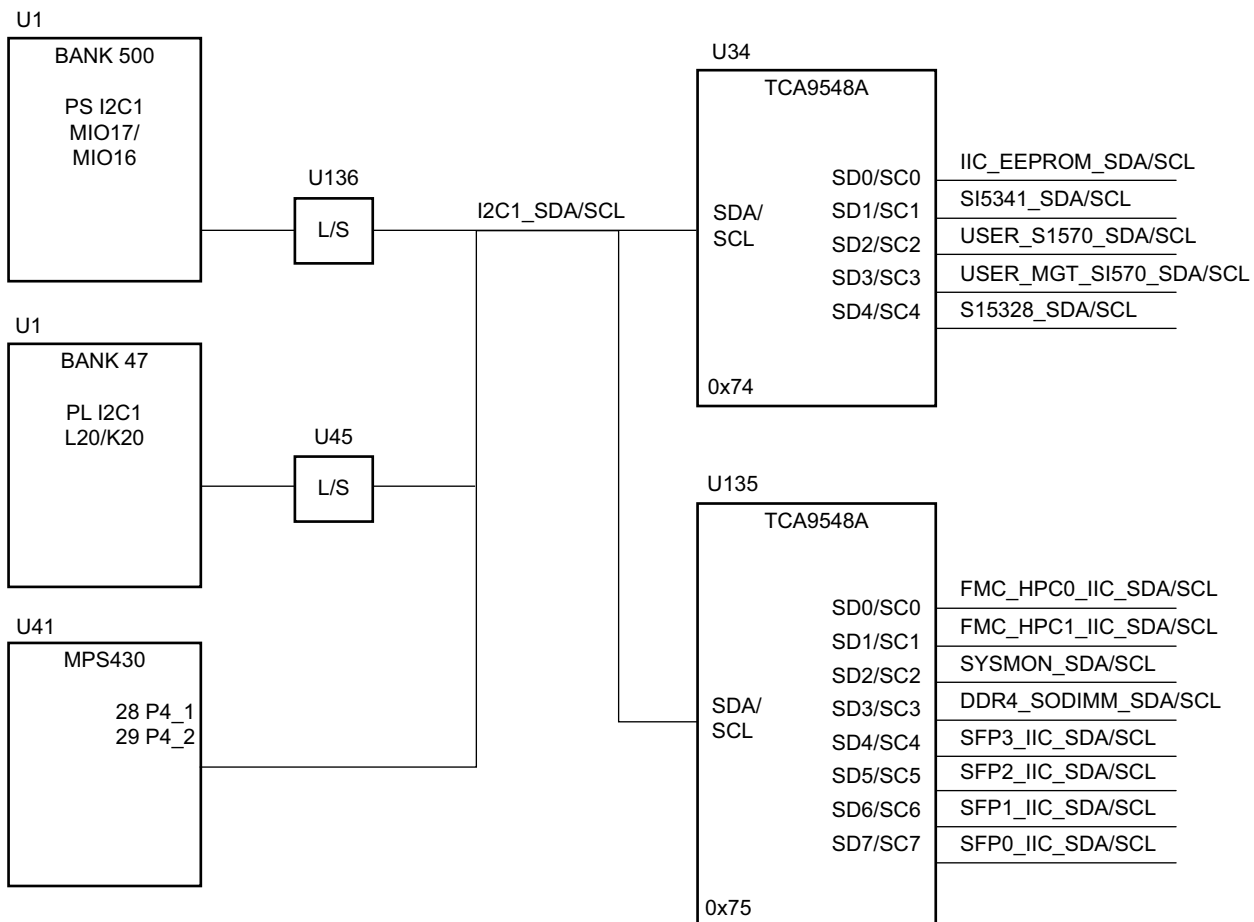 U1
BANK 500
PS I2C1
MIO17/
MIO16
U136
L/S
I2C1_SDA/SCL
U1
BANK 47
PL I2C1
L20/K20
U45
L/S
U41
MPS430
28 P4_1
29 P4_2
U34
TCA9548A
SDA/
SCL
SD0/SC0
SD1/SC1
SD2/SC2
SD3/SC3
SD4/SC4
IIC_EEPROM_SDA/SCL
SI5341_SDA/SCL
USER_S1570_SDA/SCL
USER_MGT_SI570_SDA/SCL
S15328_SDA/SCL
0x74
U135
TCA9548A
SDA/
SCL
SD0/SC0
SD1/SC1
SD2/SC2
SD3/SC3
SD4/SC4
SD5/SC5
SD6/SC6
SD7/SC7
FMC_HPC0_IIC_SDA/SCL
FMC_HPC1_IIC_SDA/SCL
SYSMON_SDA/SCL
DDR4_SODIMM_SDA/SCL
SFP3_IIC_SDA/SCL
SFP2_IIC_SDA/SCL
SFP1_IIC_SDA/SCL
SFP0_IIC_SDA/SCL
0x75